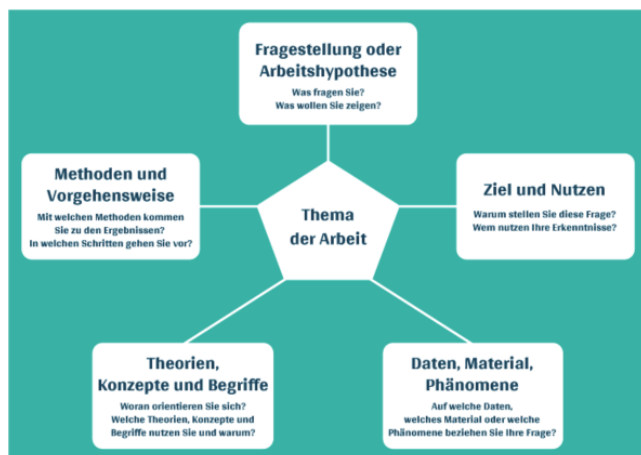 Fragestellung oder
Arbeitshypothese
Was fragen Sie?
Was wollen Sie zeigen?
Methoden und
Vorgehensweise
Mit welchen Methoden kommen
Sie zu den Ergebnissen?
In welchen Schritten gehen Sie vor?
Ziel und Nutzen
Warum stellen Sie diese Frage?
Wem nutzen Ihre Erkenntnisse?
Thema
der Arbeit
Theorien,
Konzepte und Begriffe
Woran orientieren Sie sich?
Welche Theorien, Konzepte und
Begriffe nutzen Sie und warum?
Daten, Material,
Phänomene
Auf welche Daten,
welches Material oder welche
Phänomene beziehen Sie Ihre Frage?